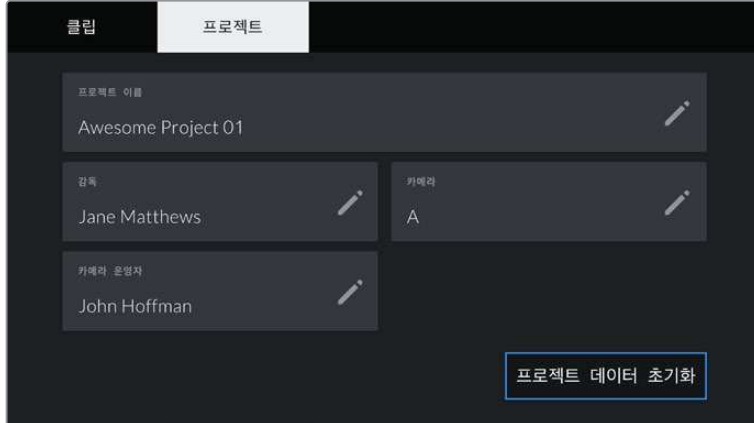 클립
프로젝트
프로젝트 이름
Awesome Project 01
감독
Jane Matthews
카메라
A
카메라 운영자
John Hoffman
프로젝트 데이터 초기화